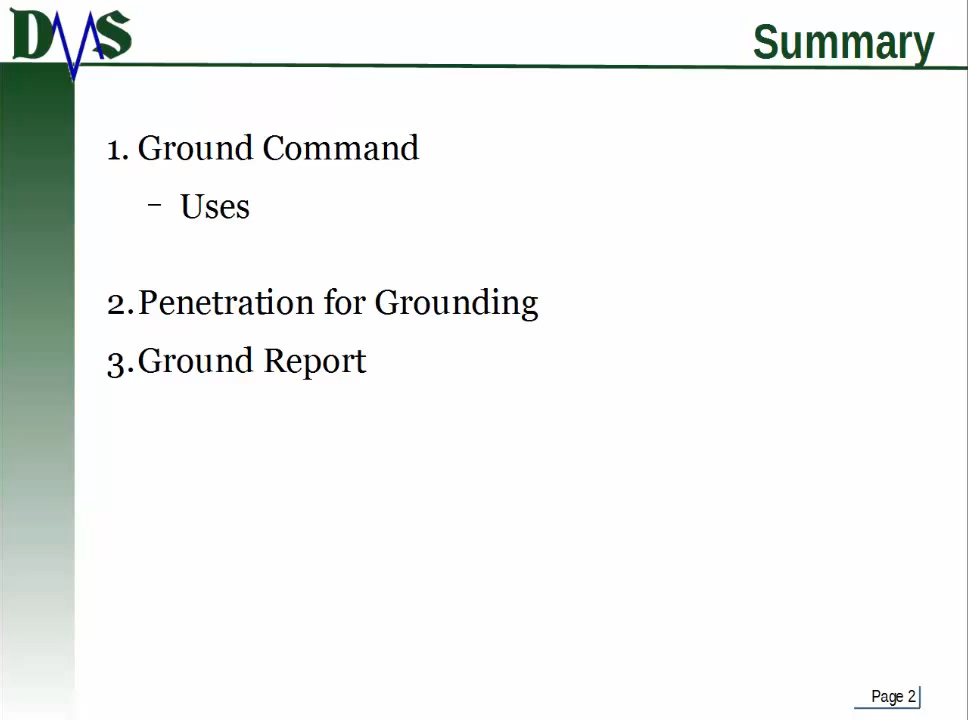 DMS
Summary
1. Ground Command
– Uses
2. Penetration for Grounding
3. Ground Report
Page 2